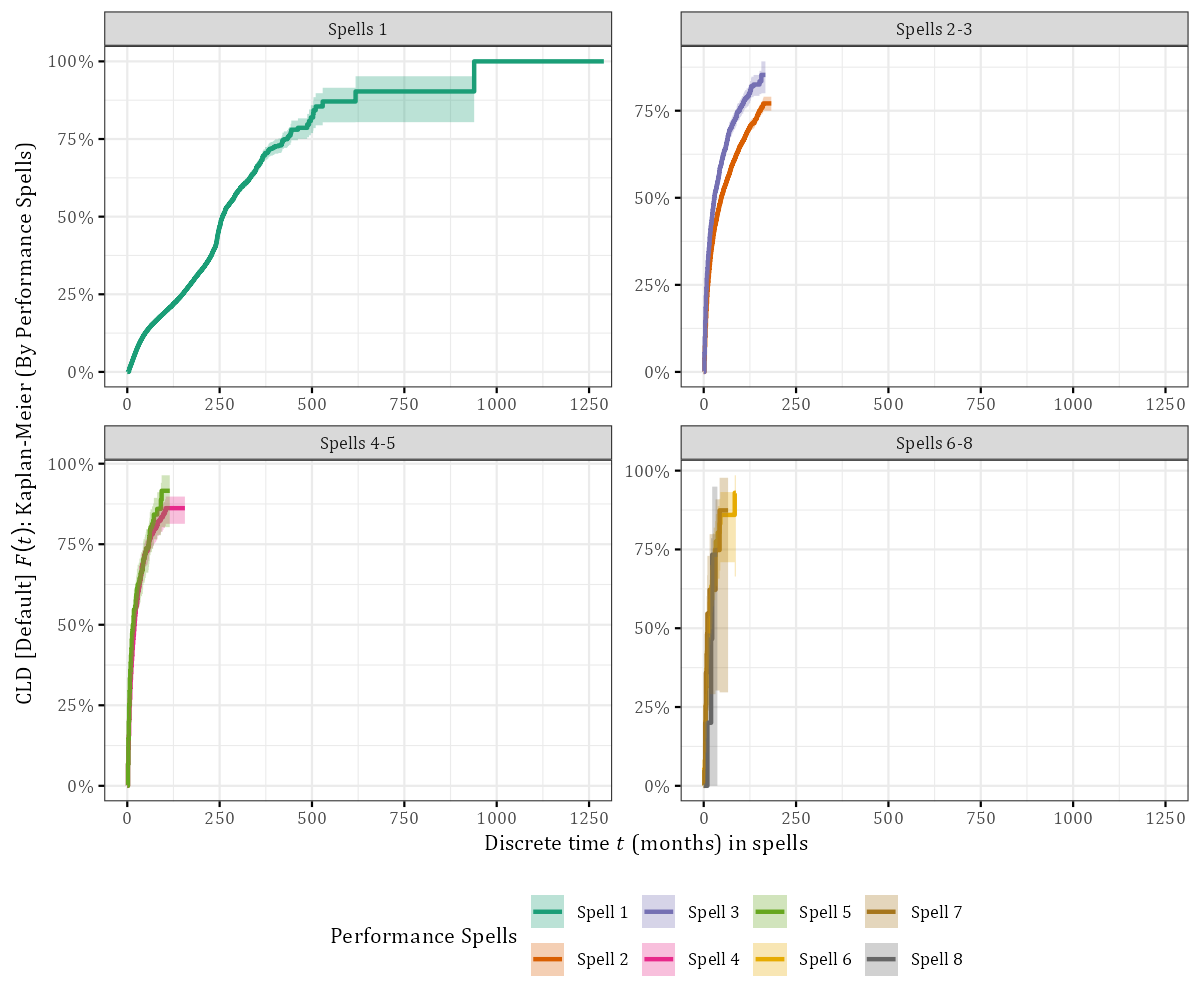 Spells 1
Spells 2-3
CLD [Default] F(t): Kaplan-Meier (By Performance Spells)
100%
75%
50%
25%
0%
0 250 500 750 1000 1250
75%
50%
25%
0%
0 250 500 750 1000 1250
Spells 4-5
Spells 6-8
100%
75%
50%
25%
0%
0 250 500 750 1000 1250
100%
75%
50%
25%
0%
0 250 500 750 1000 1250
Discrete time t (months) in spells
Performance Spells
Spell 1 Spell 3 Spell 5 Spell 7
Spell 2 Spell 4 Spell 6 Spell 8